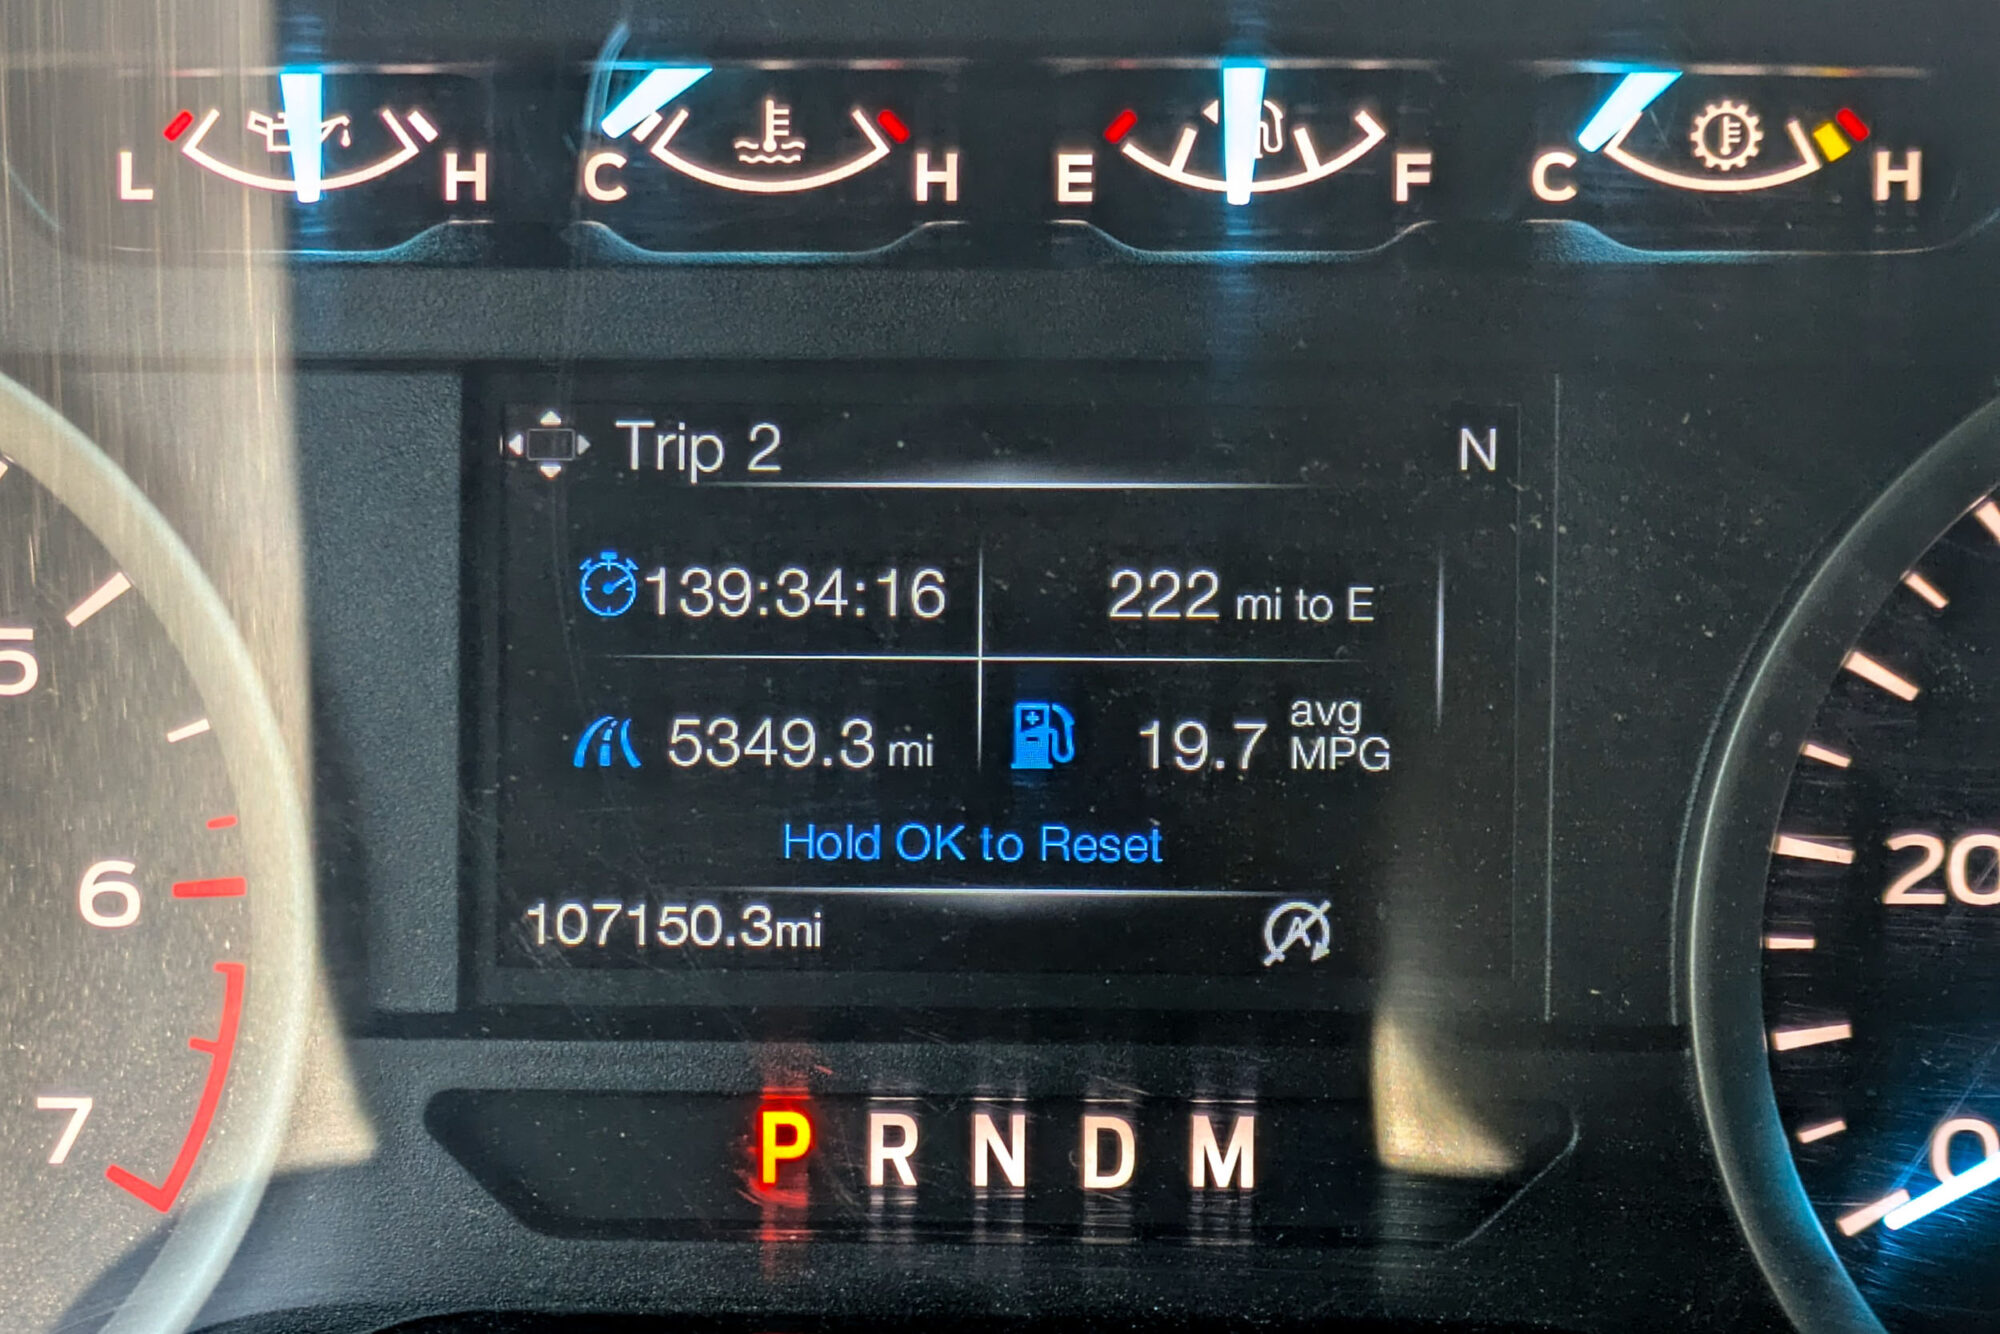 L H C H E F C H
Trip 2 N
139:34:16 222 mi to E
5349.3 mi 19.7 avg MPG
Hold OK to Reset
107150.3mi A
P R N D M
5
6
7
20
0